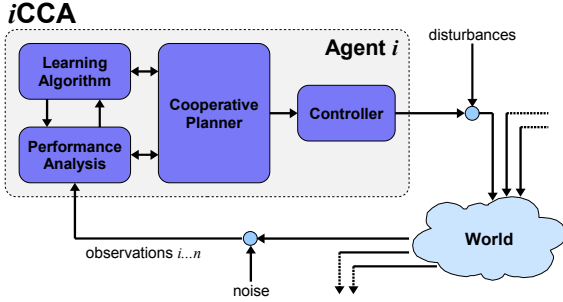 iCCA
Agent i
disturbances
Learning
Algorithm
Cooperative
Planner
Controller
Performance
Analysis
World
observations i...n
noise